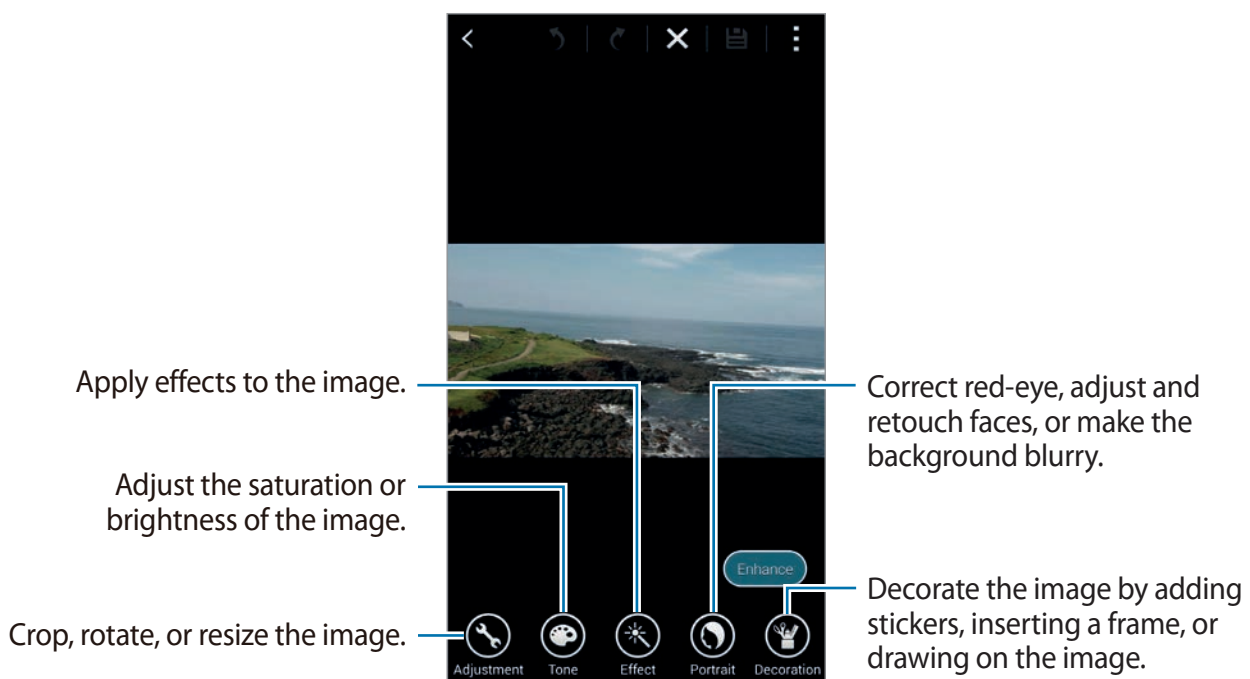 Apply effects to the image.
Adjust the saturation or
brightness of the image.
Crop, rotate, or resize the image.
Correct red-eye, adjust and
retouch faces, or make the
background blurry.
Enhance
Decorate the image by adding
stickers, inserting a frame, or
drawing on the image.
Adjustment Tone Effect Portrait Decoration